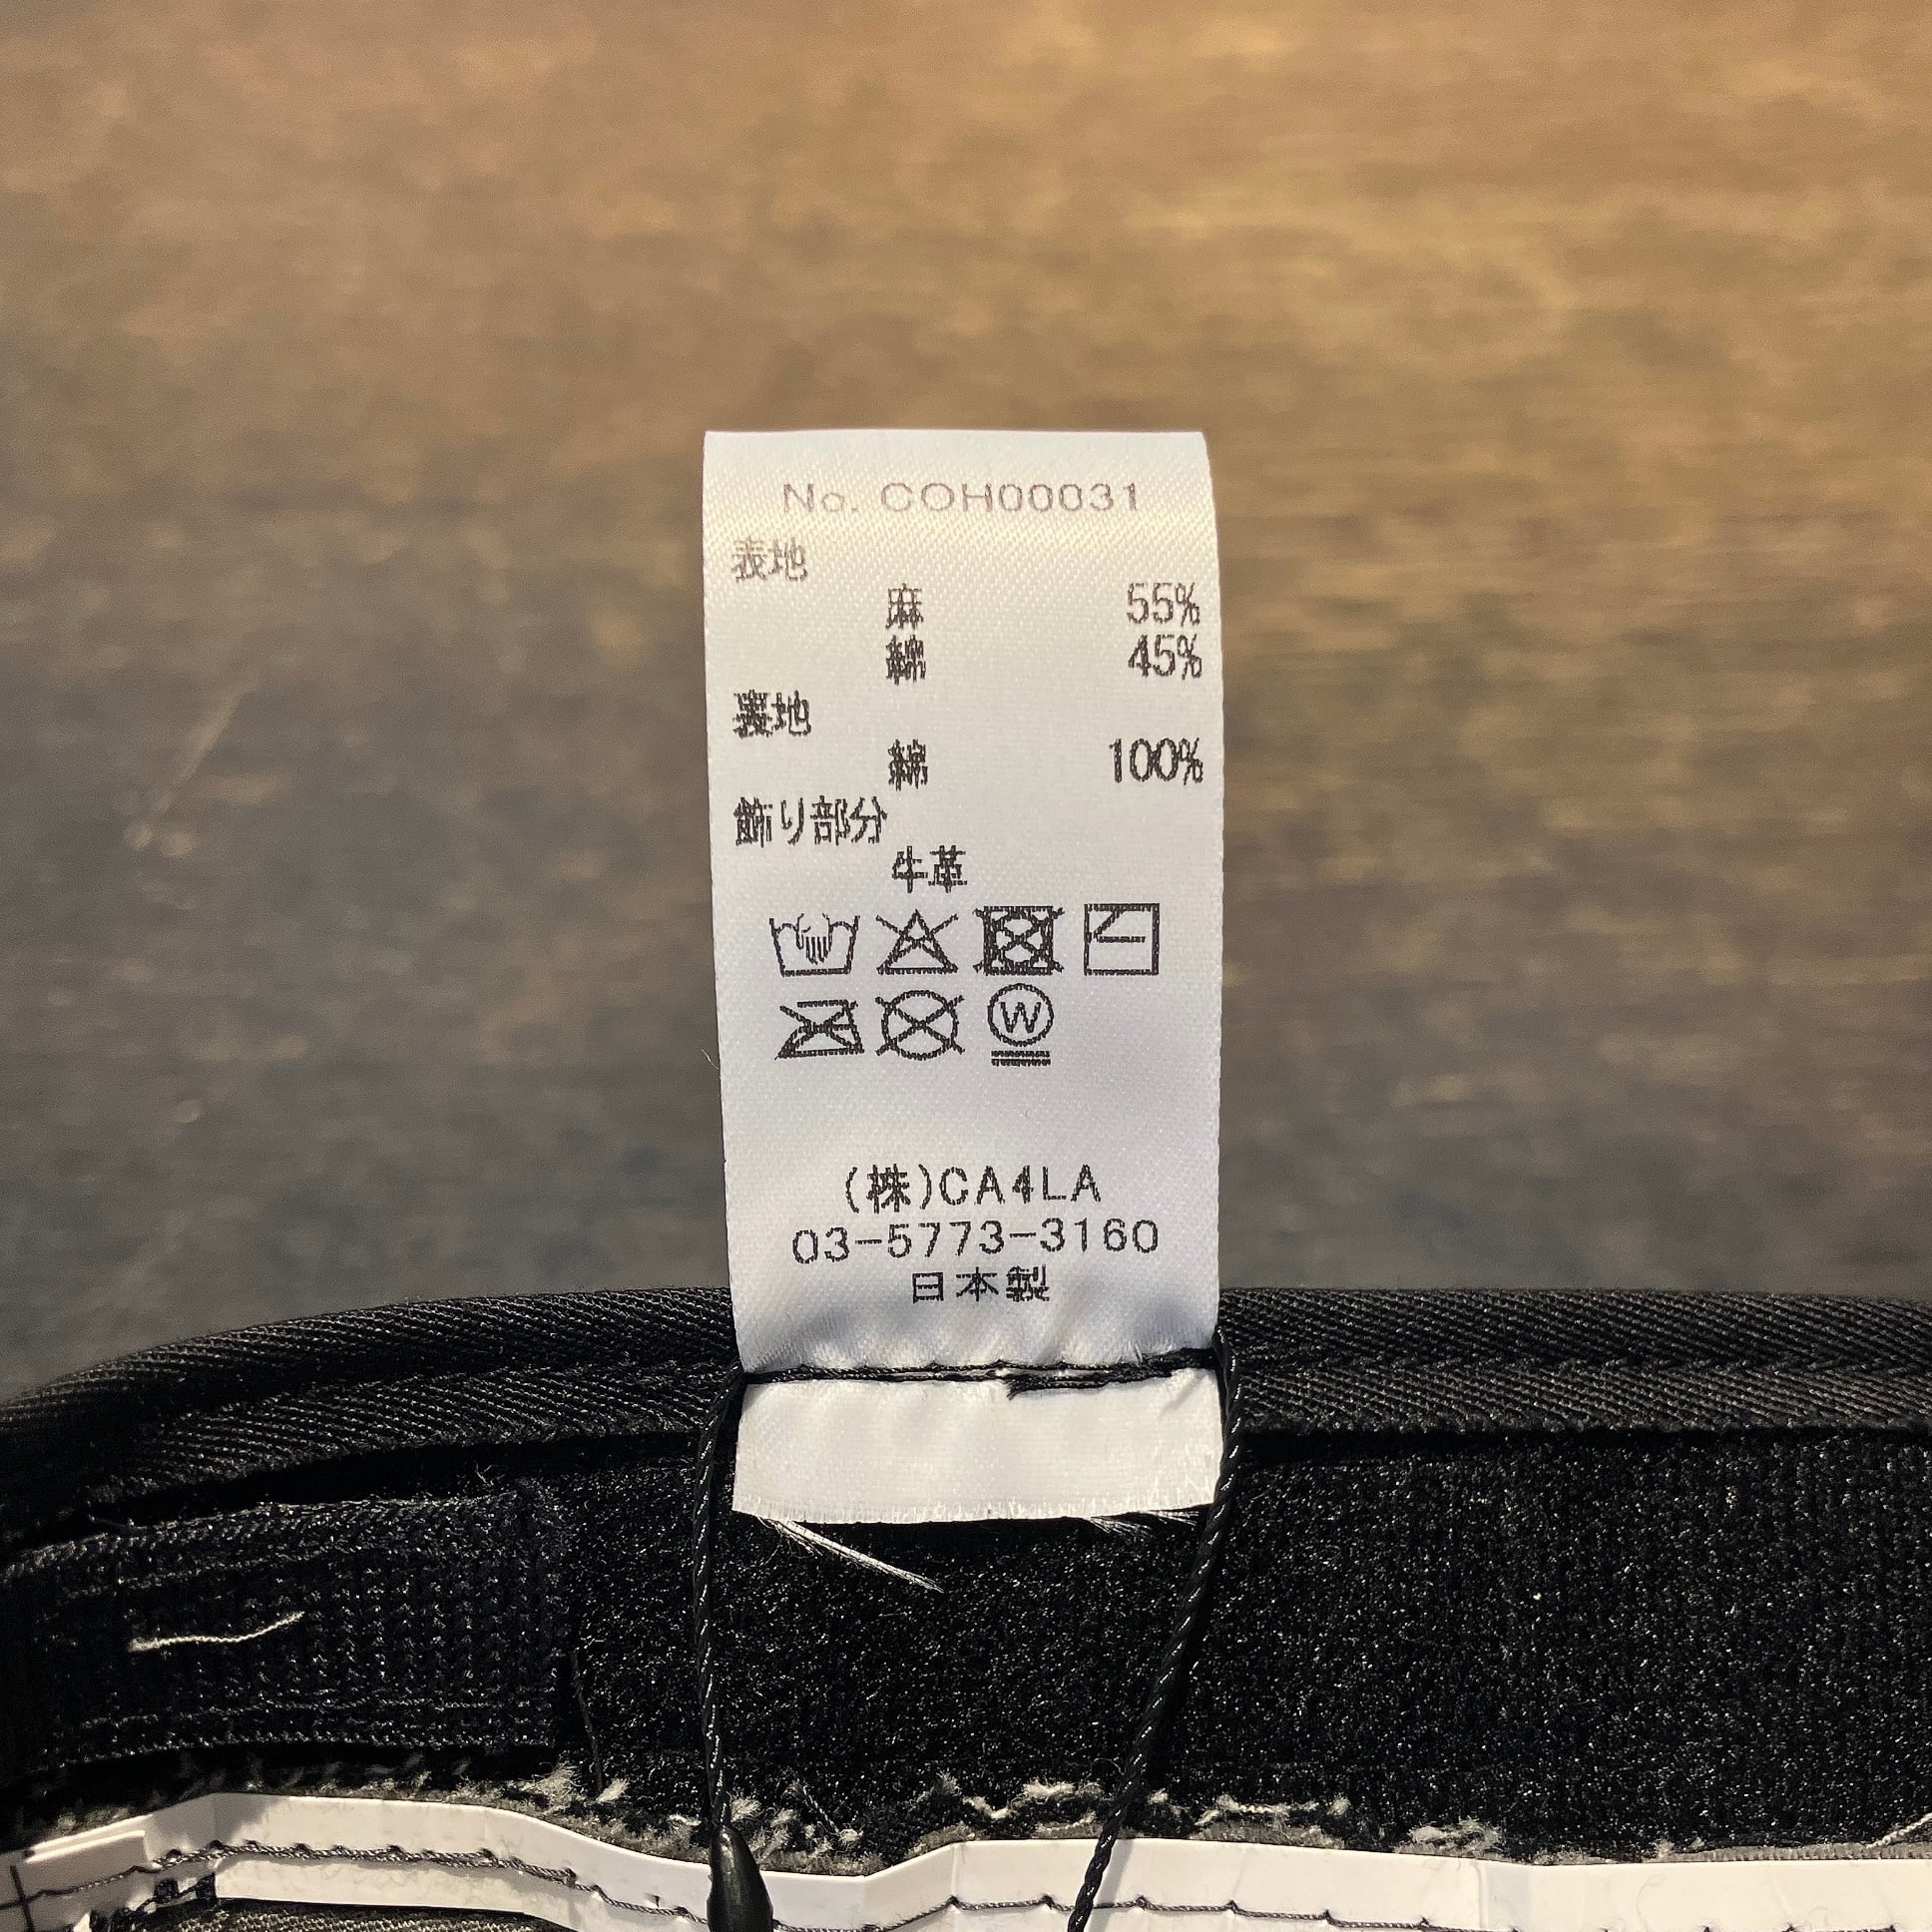 No. COH00031
表地
麻 55%
綿 45%
裏地
綿 100%
飾り部分
牛革
W
(株)CA4LA
03-5773-3160
日本製